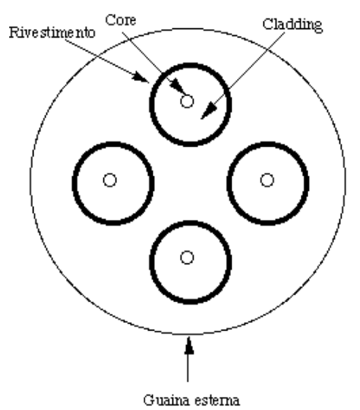 Core
Cladding
Rivestimento
Guaina esterna